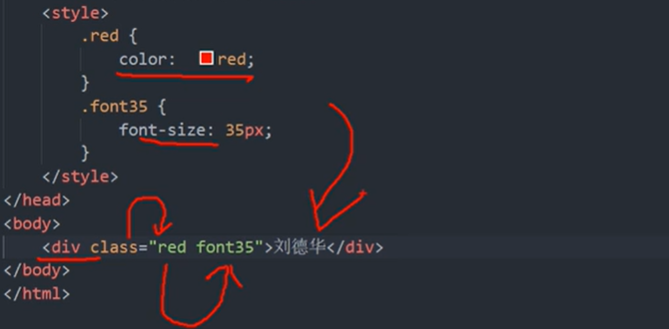 <style>
.red {
color: red;
}
.font35 {
font-size: 35px;
}
</style>
</head>
<body>
<div class="red font35">刘德华</div>
</body>
</html>